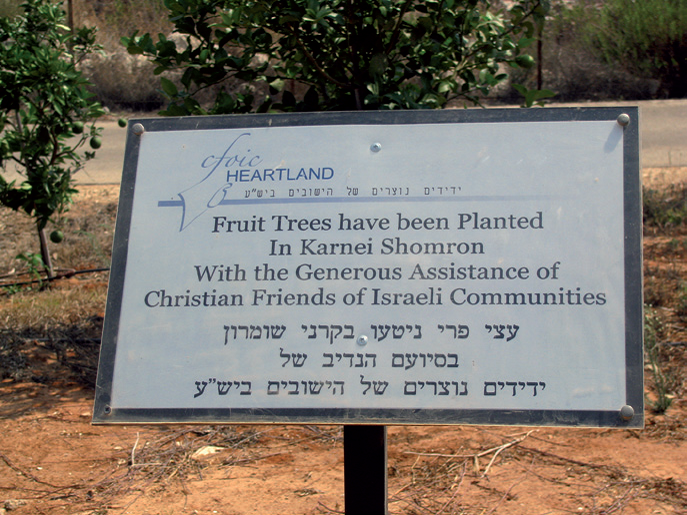 cfoic
HEARTLAND
ידידים נוצרים של הישובים ביש"ע
Fruit Trees have been Planted
In Karnei Shomron
With the Generous Assistance of
Christian Friends of Israeli Communities
עצי פרי ניטעו בקרני שומרון
בסיועם הנדיב של
ידידים נוצרים של הישובים ביש"ע